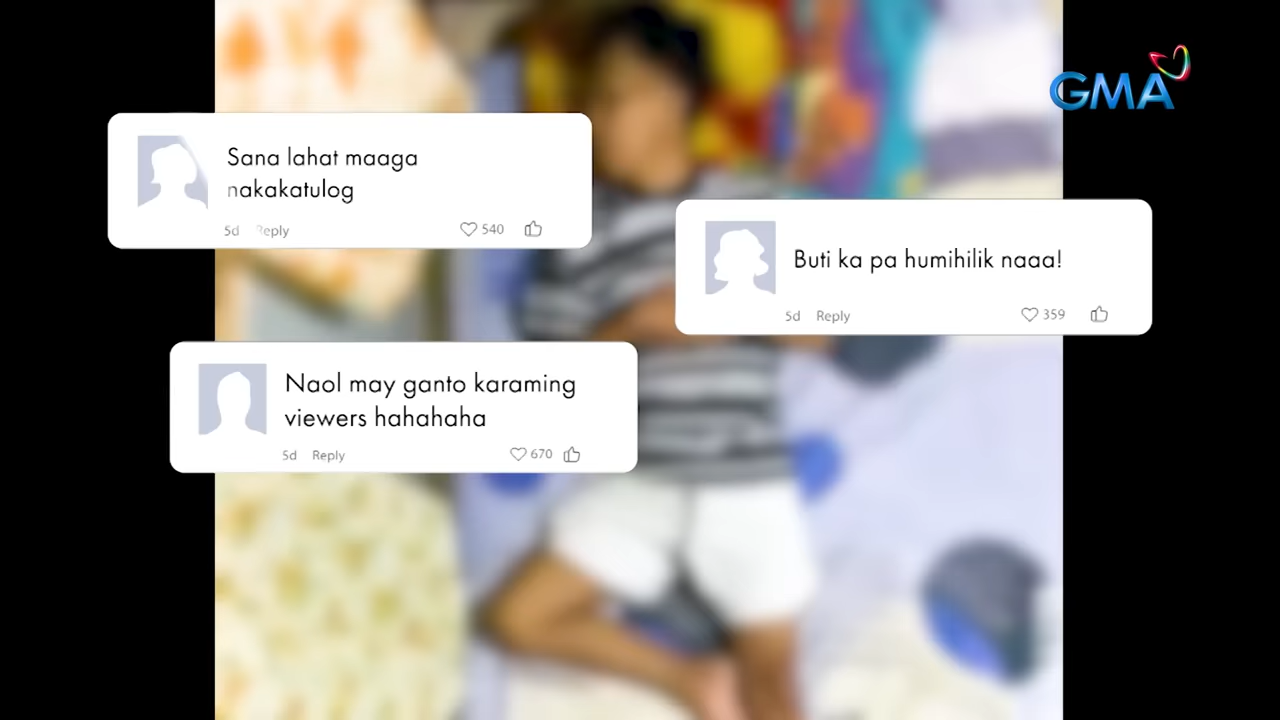 GMA
Sana lahat maaga
nakakatulog
5d Reply 540
Buti ka pa humihilik naaa!
5d Reply 359
Naol may ganto karaming
viewers hahahaha
5d Reply 670